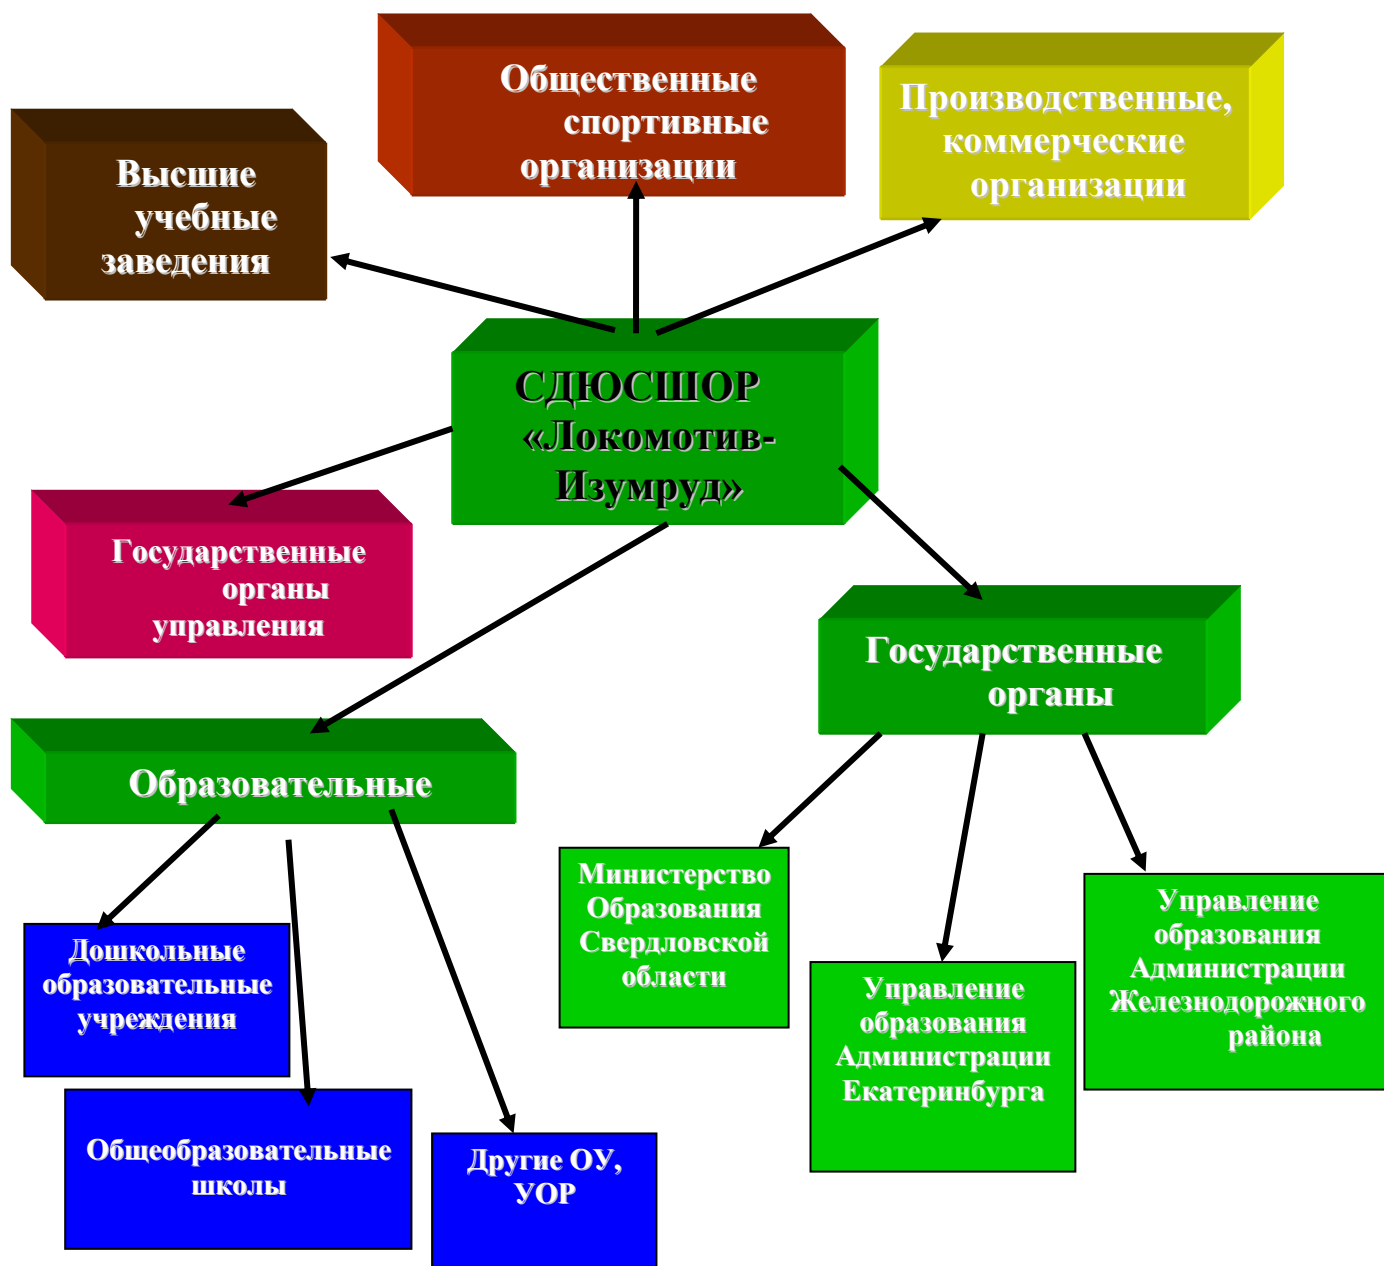 Общественные
спортивные
организации
Производственные,
коммерческие
организации
Высшие
учебные
заведения
СДЮСШОР
«Локомотив-
Изумруд»
Государственные
органы
управления
Государственные
органы
Образовательные
Министерство
Образования
Свердловской
области
Управление
образования
Администрации
Железнодорожного
района
Управление
образования
Администрации
Екатеринбурга
Дошкольные
образовательные
учреждения
Общеобразовательные
школы
Другие ОУ,
УОР